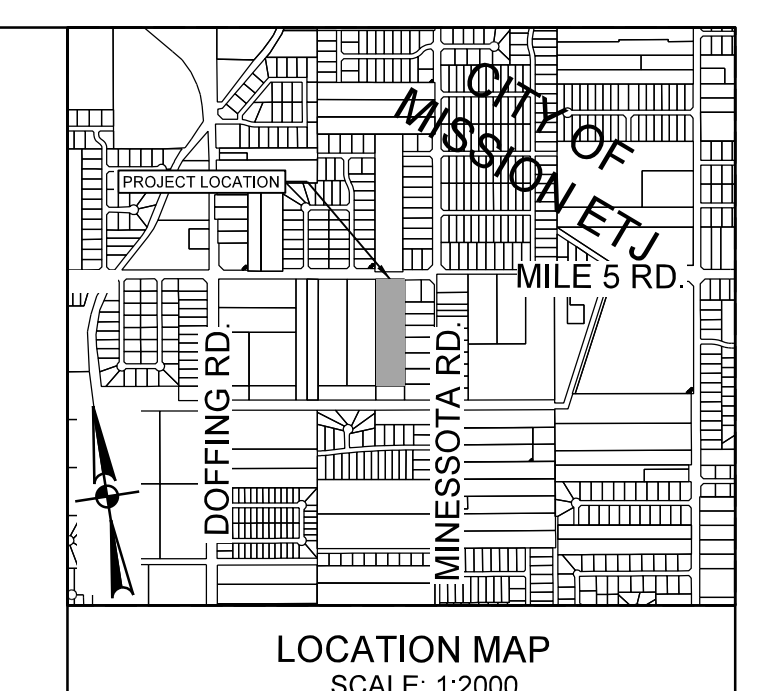 CITY OF
MISSION ETJ
PROJECT LOCATION
MILE 5 RD.
DOFFING RD.
MINESSOTA RD.
LOCATION MAP
SCALE: 1:2000